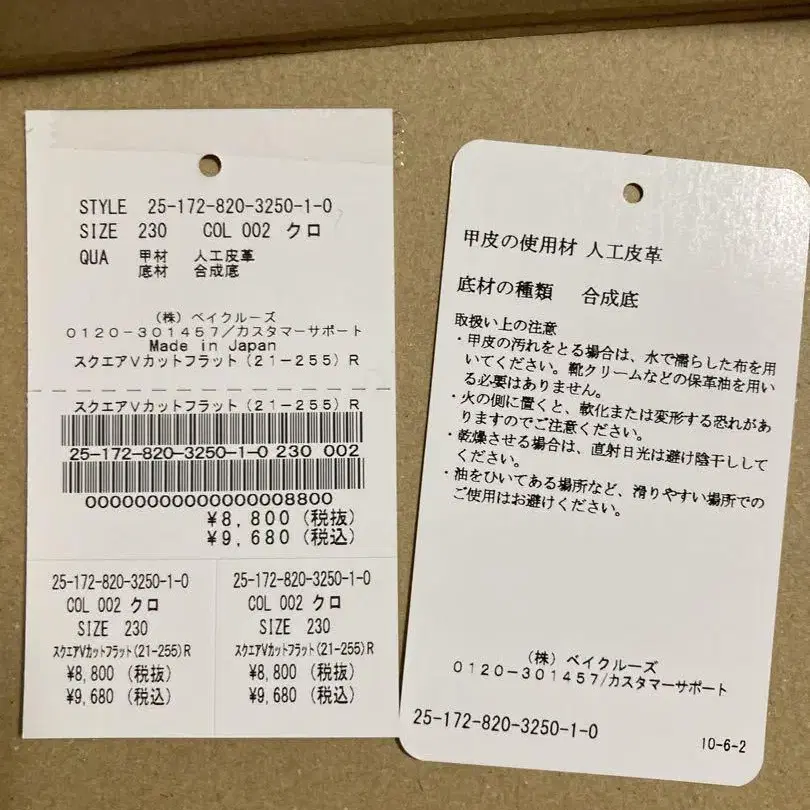 STYLE 25-172-820-3250-1-0
SIZE 230 COL 002 クロ
QUA 甲材 人工皮革
底材 合成底
(株)ベイクルーズ
0120-301457/カスタマーサポート
Made in Japan
スクエアVカットフラット(21-255)R
スクエアVカットフラット(21-255)R
25-172-820-3250-1-0 230 002
00000000000000008800
¥8,800(税抜)
¥9,680(税込)
25-172-820-3250-1-0
COL 002 クロ
SIZE 230
スクエアVカットフラット(21-255)R
¥8,800(税抜)
¥9,680(税込)
25-172-820-3250-1-0
COL 002 クロ
SIZE 230
スクエアVカットフラット(21-255)R
¥8,800(税抜)
¥9,680(税込)
甲皮の使用材 人工皮革
底材の種類 合成底
取扱い上の注意
・甲皮の汚れをとる場合は、水で濡らした布を用
いてください。靴クリームなどの保革油を用い
る必要はありません。
・火の側に置くと、軟化または変形する恐れがあ
りますのでご注意ください。
・乾燥させる場合は、直射日光は避け陰干しして
ください。
・油をひいてある場所など、滑りやすい場所での
ご使用はお避けください。
(株)ベイクルーズ
0120-301457/カスタマーサポート
25-172-820-3250-1-0
10-6-2